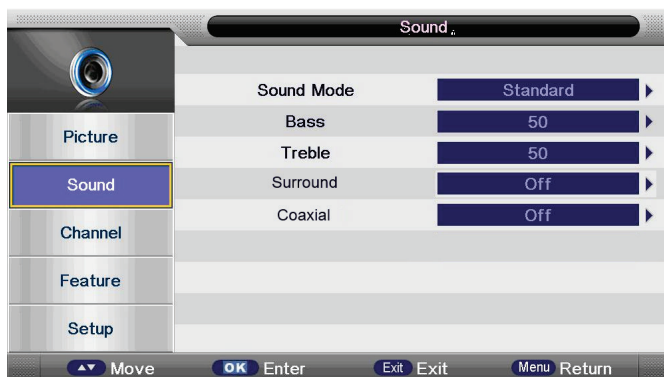 Sound
Sound Mode Standard
Bass 50
Treble 50
Surround Off
Coaxial Off
Picture
Sound
Channel
Feature
Setup
Move OK Enter Exit Exit Menu Return